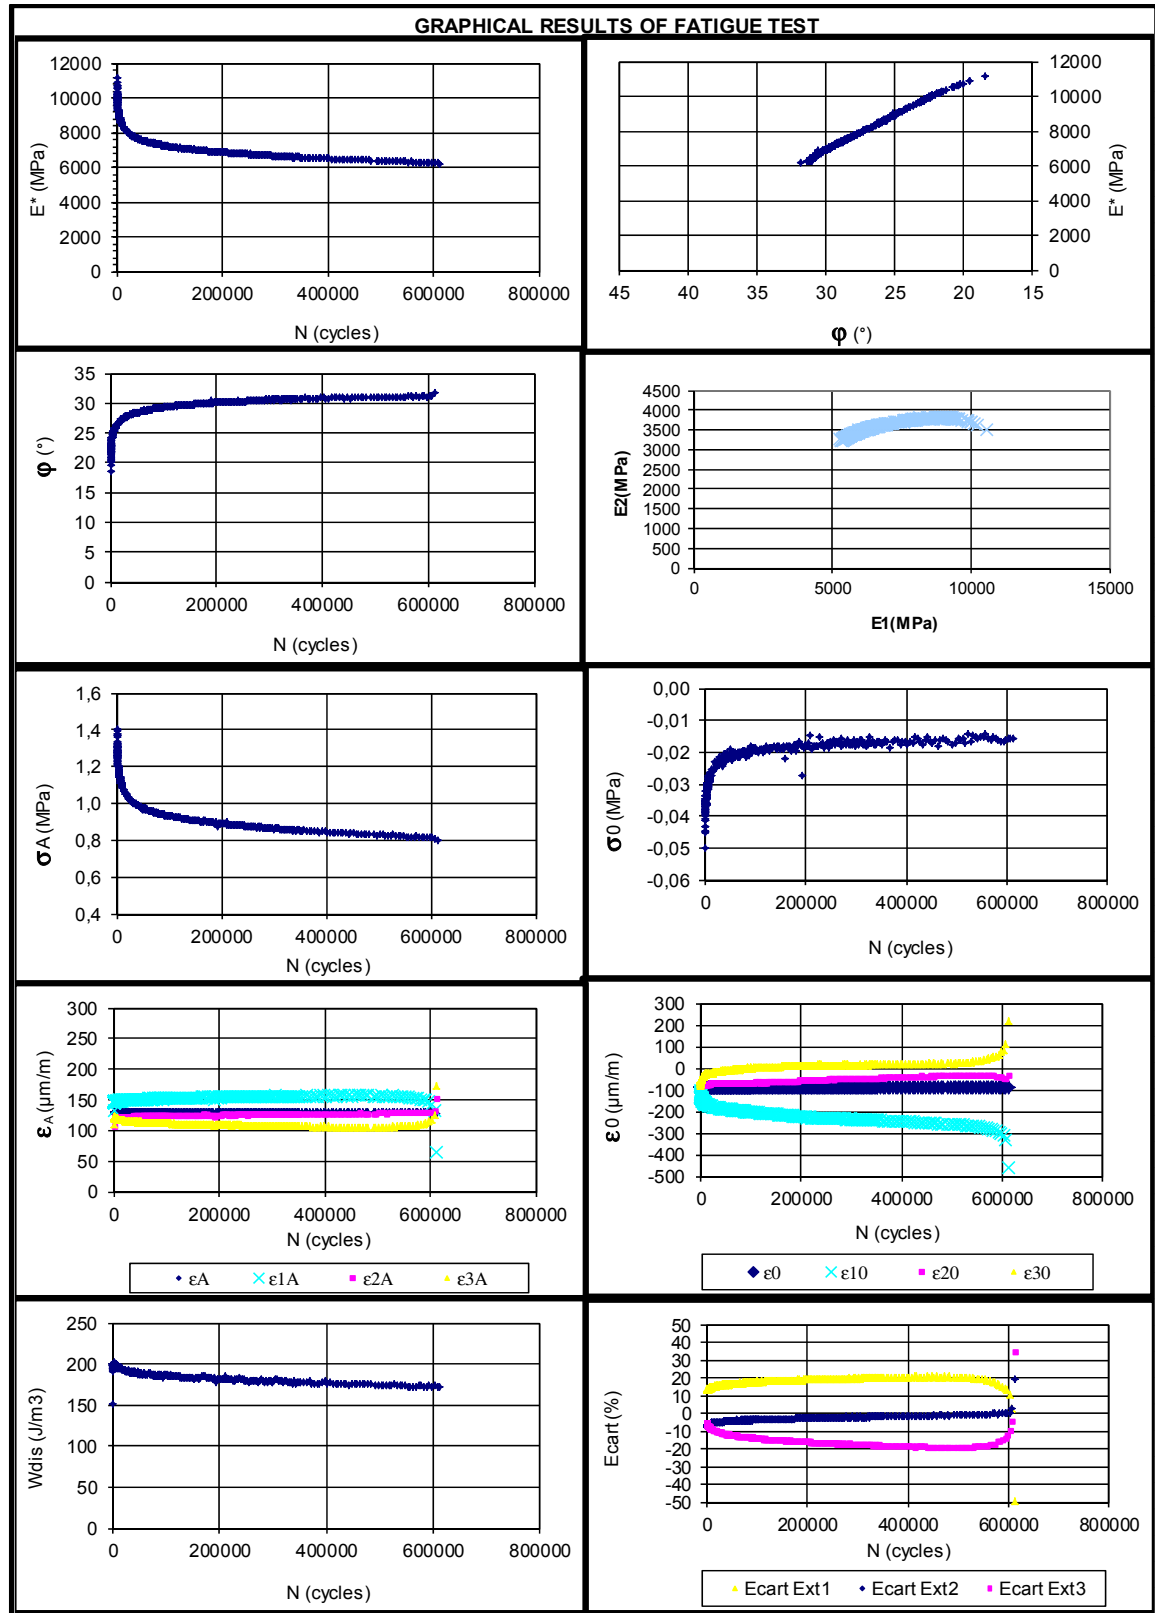 GRAPHICAL RESULTS OF FATIGUE TEST
12000
10000
8000
6000
4000
2000
0
E* (MPa)
0 200000 400000 600000 800000
N (cycles)
12000
10000
8000
6000
4000
2000
0
E* (MPa)
45 40 35 30 25 20 15
φ (°)
35
30
25
20
15
10
5
0
φ (°)
0 200000 400000 600000 800000
N (cycles)
4500
4000
3500
3000
2500
2000
1500
1000
500
0
E2(MPa)
0 5000 10000 15000
E1(MPa)
1,6
1,4
1,2
1,0
0,8
0,6
0,4
σA (MPa)
0 200000 400000 600000 800000
N (cycles)
0,00
-0,01
-0,02
-0,03
-0,04
-0,05
-0,06
σ0 (MPa)
0 200000 400000 600000 800000
N (cycles)
300
250
200
150
100
50
0
εA (µm/m)
0 200000 400000 600000 800000
N (cycles)
εA ε1A ε2A ε3A
300
200
100
0
-100
-200
-300
-400
-500
ε0 (µm/m)
0 200000 400000 600000 800000
N (cycles)
ε0 ε10 ε20 ε30
250
200
150
100
50
0
Wdis (J/m3)
0 200000 400000 600000 800000
N (cycles)
50
40
30
20
10
0
-10
-20
-30
-40
-50
Ecart (%)
0 200000 400000 600000 800000
N (cycles)
Ecart Ext1 Ecart Ext2 Ecart Ext3